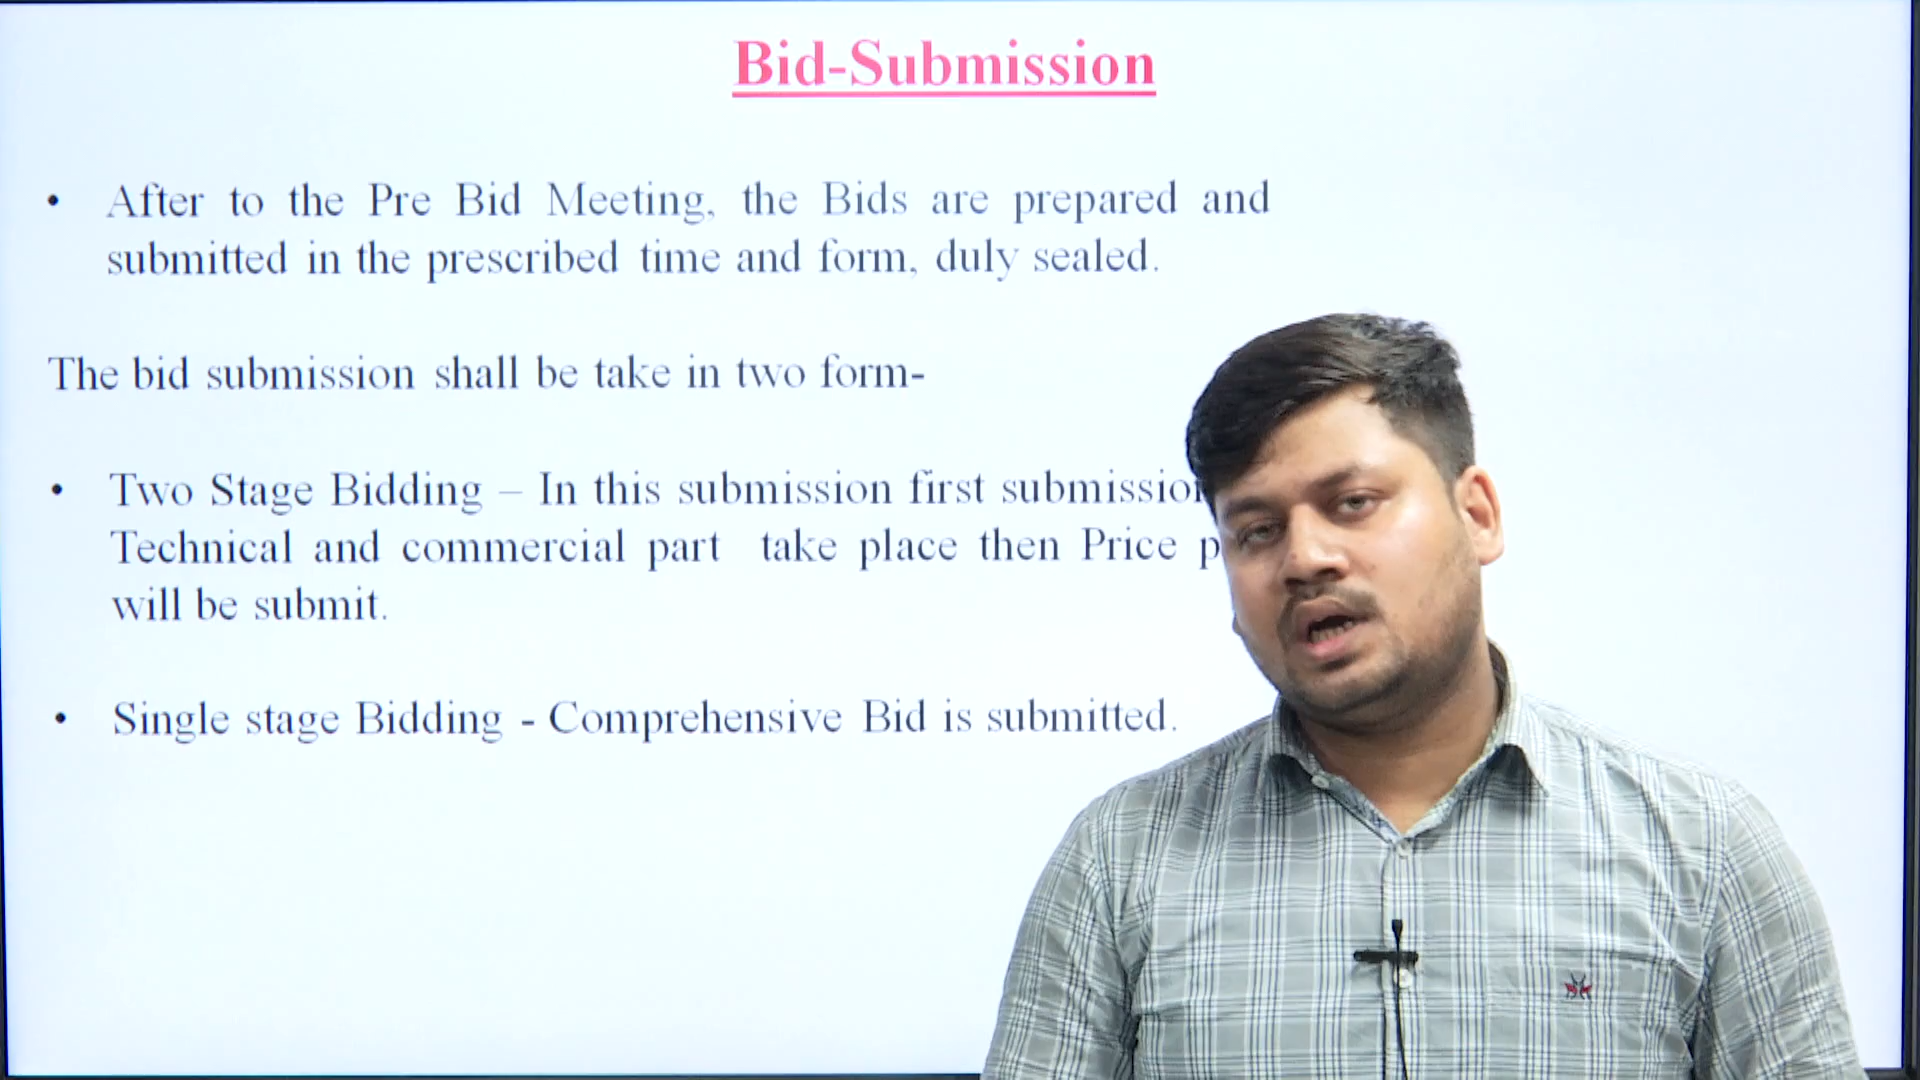 Bid-Submission
• After to the Pre Bid Meeting, the Bids are prepared and
submitted in the prescribed time and form, duly sealed.
The bid submission shall be take in two form-
• Two Stage Bidding – In this submission first submission
Technical and commercial part take place then Price
will be submit.
• Single stage Bidding - Comprehensive Bid is submitted.